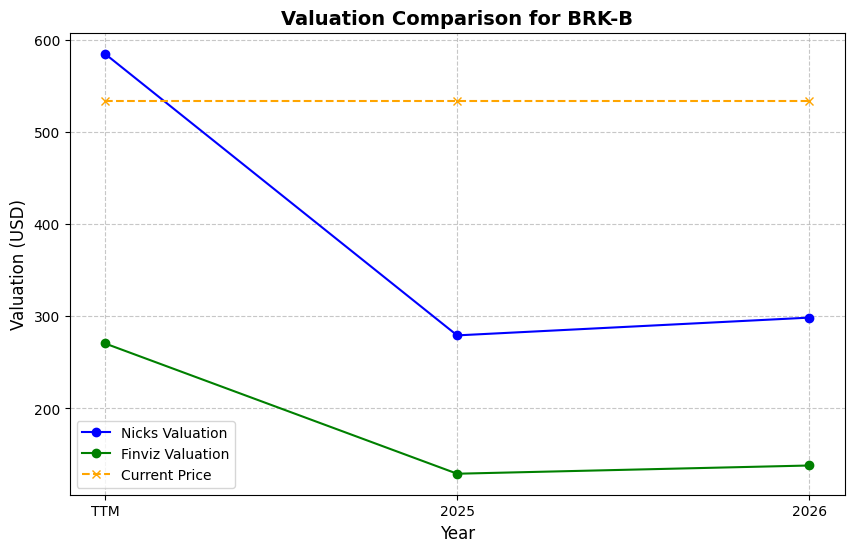 Valuation Comparison for BRK-B
600
500
400
300
200
Valuation (USD)
Nicks Valuation
Finviz Valuation
Current Price
TTM
2025
2026
Year